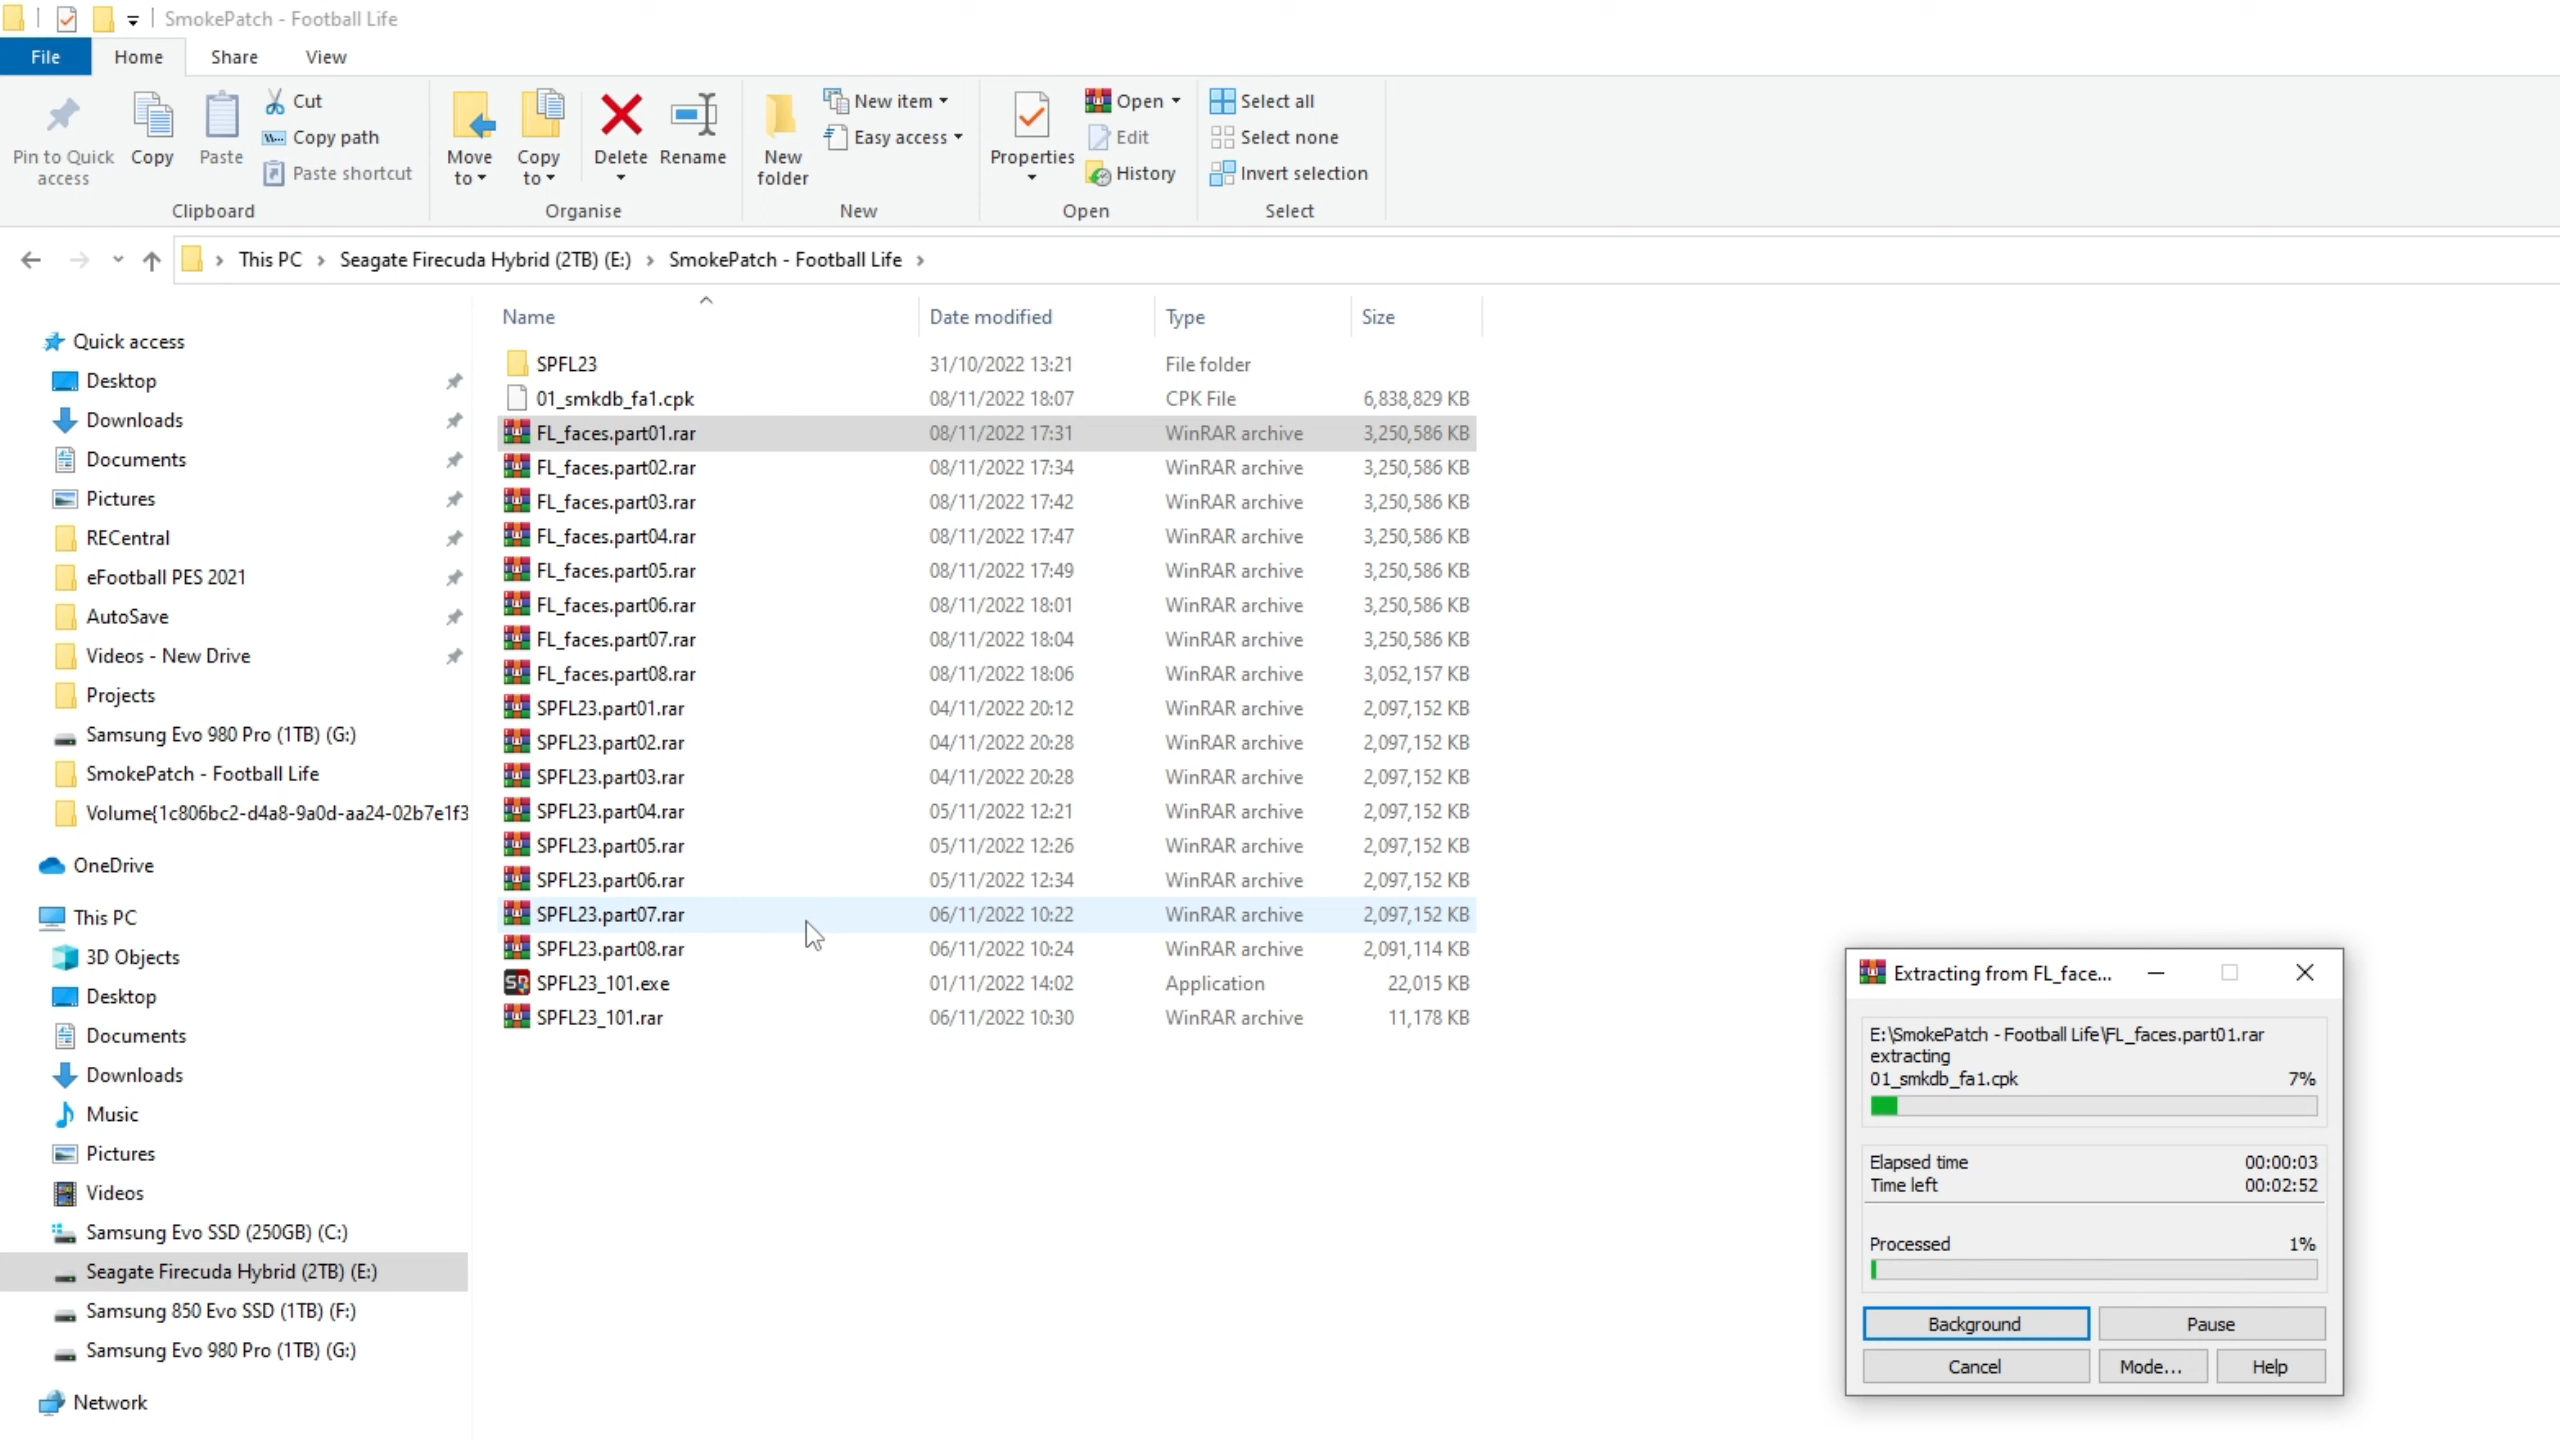 SmokePatch - Football Life
File Home Share View
Pin to Quick access
Copy
Paste
Cut
Copy path
Paste shortcut
Clipboard
Move to
Copy to
Delete
Rename
Organise
New folder
New item
Easy access
New
Properties
Open
Edit
History
Open
Select all
Select none
Invert selection
Select
This PC › Seagate Firecuda Hybrid (2TB) (E:) › SmokePatch - Football Life ›
Quick access
Desktop
Downloads
Documents
Pictures
RECentral
eFootball PES 2021
AutoSave
Videos - New Drive
Projects
Samsung Evo 980 Pro (1TB) (G:)
SmokePatch - Football Life
Volume{1c806bc2-d4a8-9a0d-aa24-02b7e1f3
OneDrive
This PC
3D Objects
Desktop
Documents
Downloads
Music
Pictures
Videos
Samsung Evo SSD (250GB) (C:)
Seagate Firecuda Hybrid (2TB) (E:)
Samsung 850 Evo SSD (1TB) (F:)
Samsung Evo 980 Pro (1TB) (G:)
Network
Name Date modified Type Size
SPFL23 31/10/2022 13:21 File folder
01_smkdb_fa1.cpk 08/11/2022 18:07 CPK File 6,838,829 KB
FL_faces.part01.rar 08/11/2022 17:31 WinRAR archive 3,250,586 KB
FL_faces.part02.rar 08/11/2022 17:34 WinRAR archive 3,250,586 KB
FL_faces.part03.rar 08/11/2022 17:42 WinRAR archive 3,250,586 KB
FL_faces.part04.rar 08/11/2022 17:47 WinRAR archive 3,250,586 KB
FL_faces.part05.rar 08/11/2022 17:49 WinRAR archive 3,250,586 KB
FL_faces.part06.rar 08/11/2022 18:01 WinRAR archive 3,250,586 KB
FL_faces.part07.rar 08/11/2022 18:04 WinRAR archive 3,250,586 KB
FL_faces.part08.rar 08/11/2022 18:06 WinRAR archive 3,052,157 KB
SPFL23.part01.rar 04/11/2022 20:12 WinRAR archive 2,097,152 KB
SPFL23.part02.rar 04/11/2022 20:28 WinRAR archive 2,097,152 KB
SPFL23.part03.rar 04/11/2022 20:28 WinRAR archive 2,097,152 KB
SPFL23.part04.rar 05/11/2022 12:21 WinRAR archive 2,097,152 KB
SPFL23.part05.rar 05/11/2022 12:26 WinRAR archive 2,097,152 KB
SPFL23.part06.rar 05/11/2022 12:34 WinRAR archive 2,097,152 KB
SPFL23.part07.rar 06/11/2022 10:22 WinRAR archive 2,097,152 KB
SPFL23.part08.rar 06/11/2022 10:24 WinRAR archive 2,091,114 KB
SPFL23_101.exe 01/11/2022 14:02 Application 22,015 KB
SPFL23_101.rar 06/11/2022 10:30 WinRAR archive 11,178 KB
Extracting from FL_face...
E:\SmokePatch - Football Life\FL_faces.part01.rar
extracting
01_smkdb_fa1.cpk 7%
Elapsed time 00:00:03
Time left 00:02:52
Processed 1%
Background Pause
Cancel Mode... Help